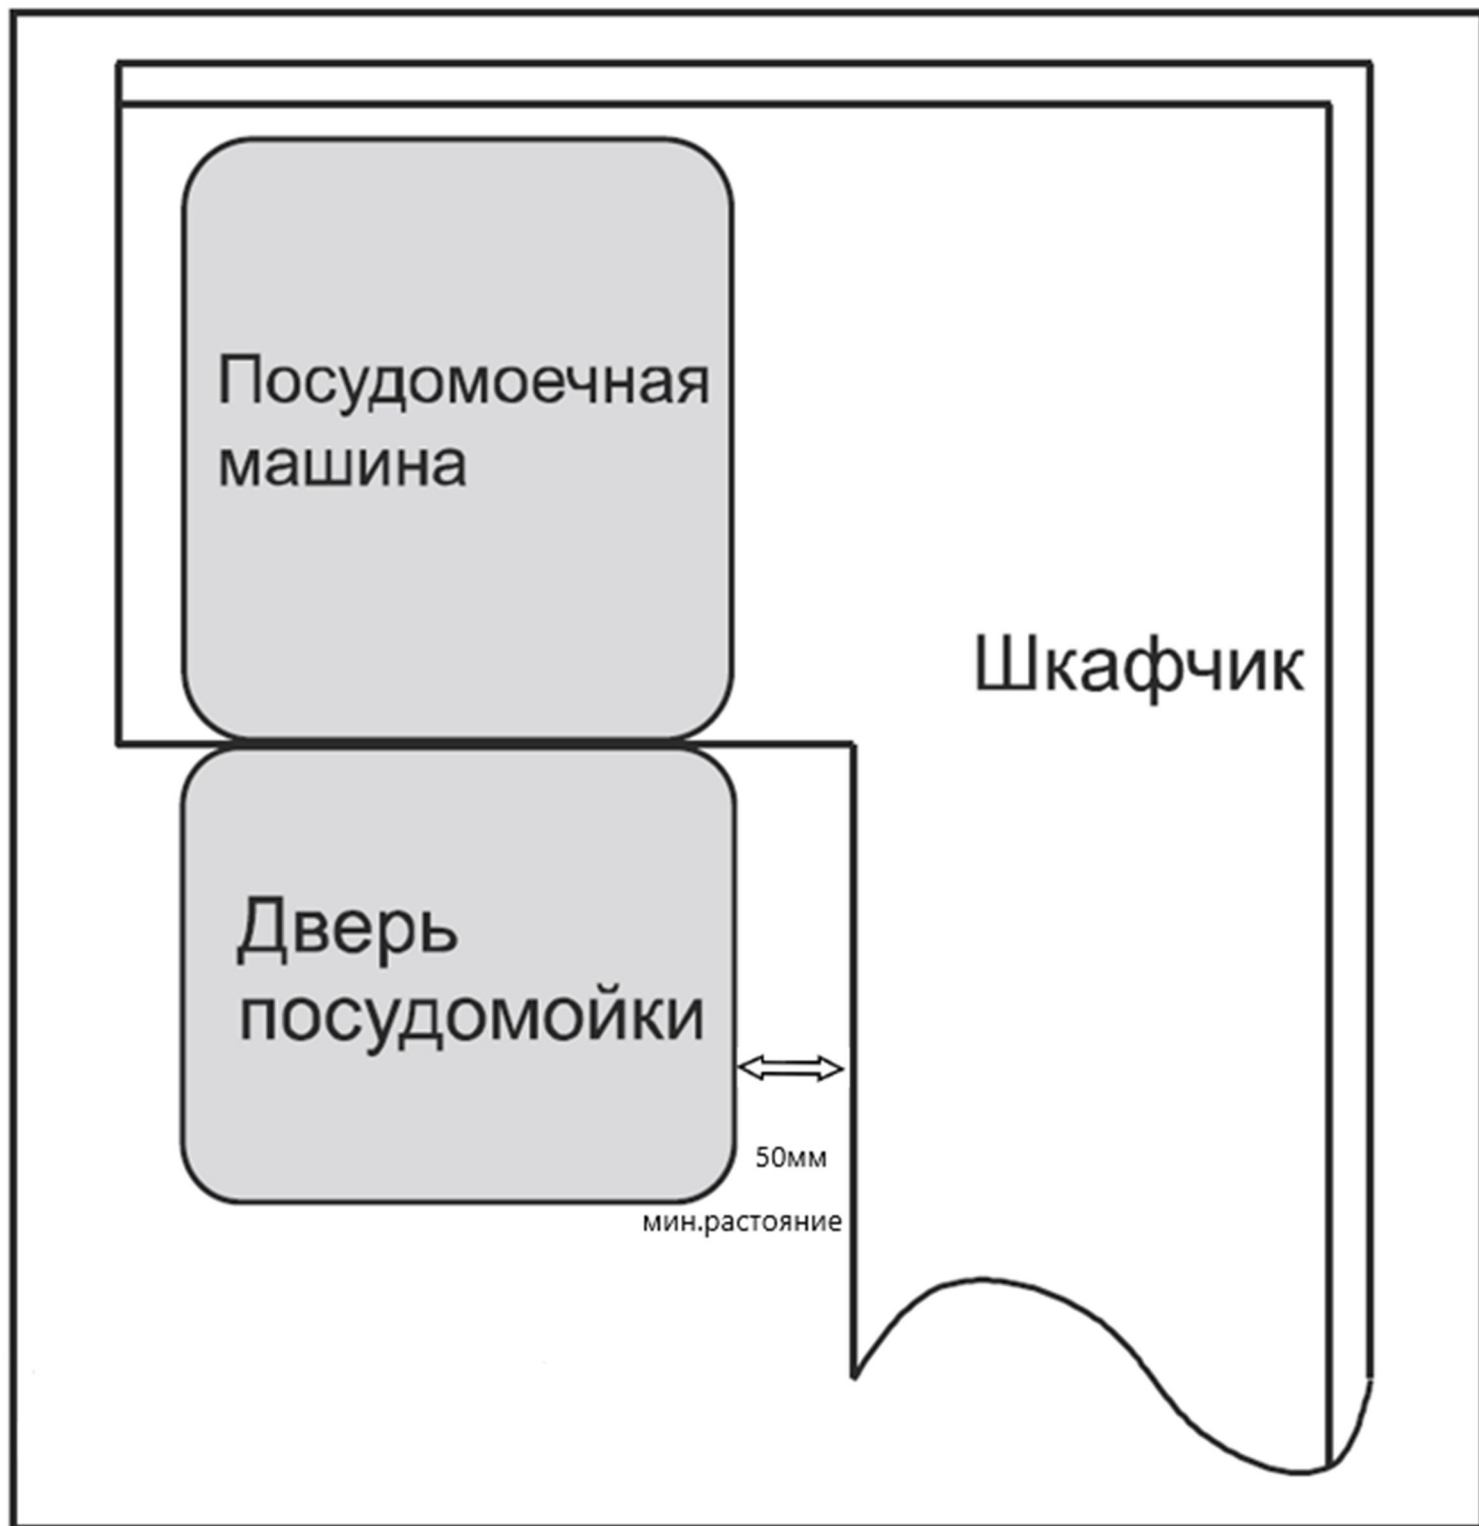 Посудомоечная
машина
Шкафчик
Дверь
посудомойки
50мм
мин.растояние